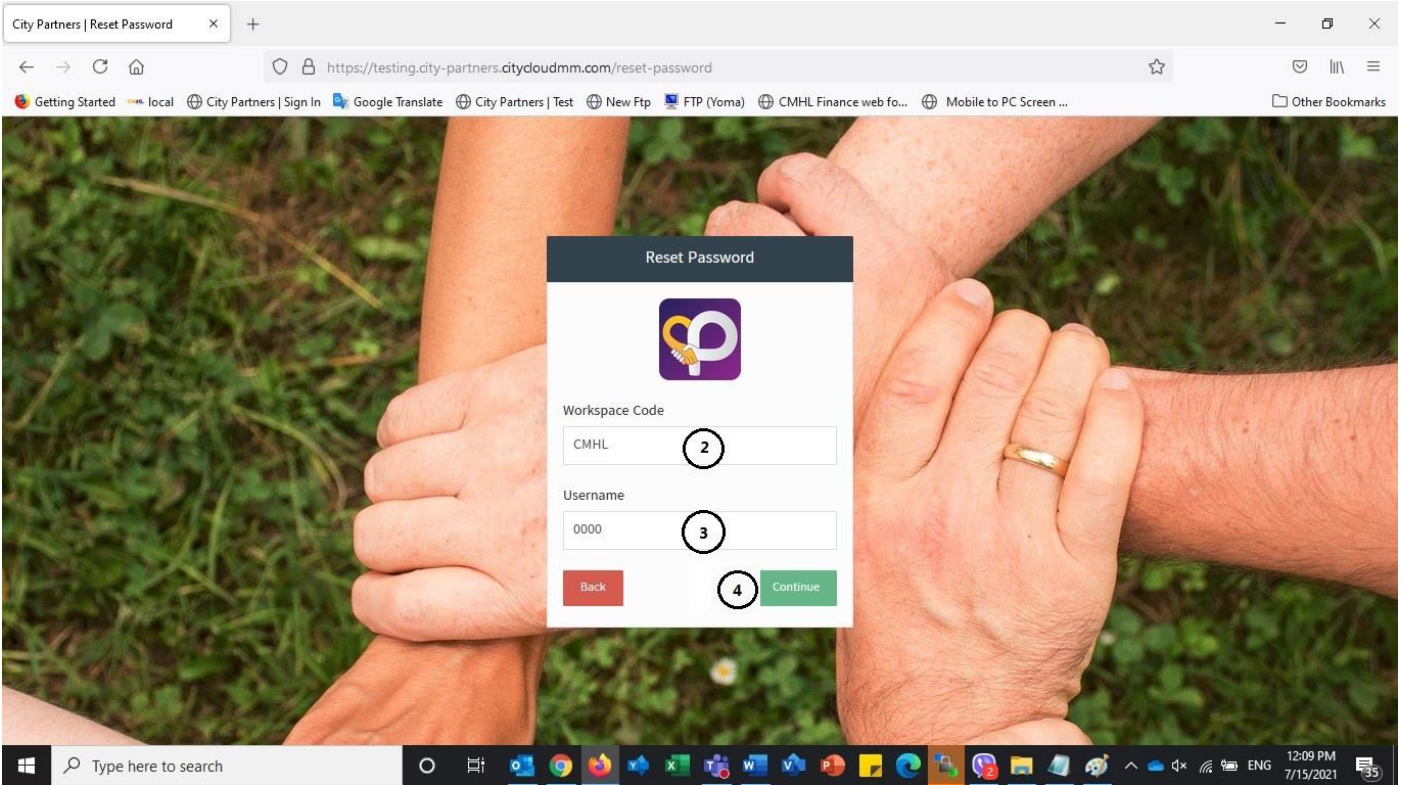 City Partners | Reset Password
https://testing.city-partners.citycloudmm.com/reset-password
Getting Started local City Partners | Sign In Google Translate City Partners | Test New Ftp FTP (Yoma) CMHL Finance web fo... Mobile to PC Screen ... Other Bookmarks
Reset Password
Workspace Code
CMHL 2
Username
0000 3
Back 4 Continue
Type here to search
ENG 12:09 PM
7/15/2021 35